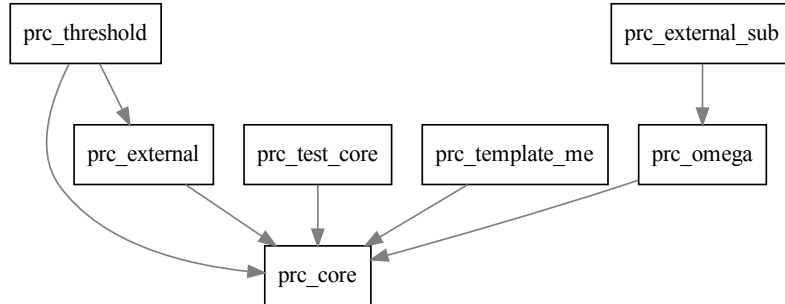 prc_threshold
prc_external_sub
prc_external
prc_test_core
prc_template_me
prc_omega
prc_core